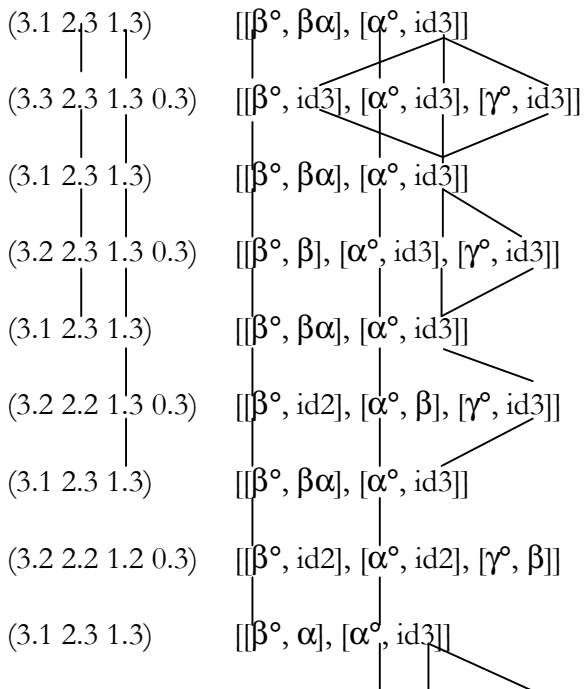 (3.1 2.3 1.3) [[β°, βα], [α°, id3]]
(3.3 2.3 1.3 0.3) [[β°, id3], [α°, id3], [γ°, id3]]
(3.1 2.3 1.3) [[β°, βα], [α°, id3]]
(3.2 2.3 1.3 0.3) [[β°, β], [α°, id3], [γ°, id3]]
(3.1 2.3 1.3) [[β°, βα], [α°, id3]]
(3.2 2.2 1.3 0.3) [[β°, id2], [α°, β], [γ°, id3]]
(3.1 2.3 1.3) [[β°, βα], [α°, id3]]
(3.2 2.2 1.2 0.3) [[β°, id2], [α°, id2], [γ°, β]]
(3.1 2.3 1.3) [[β°, α], [α°, id3]]